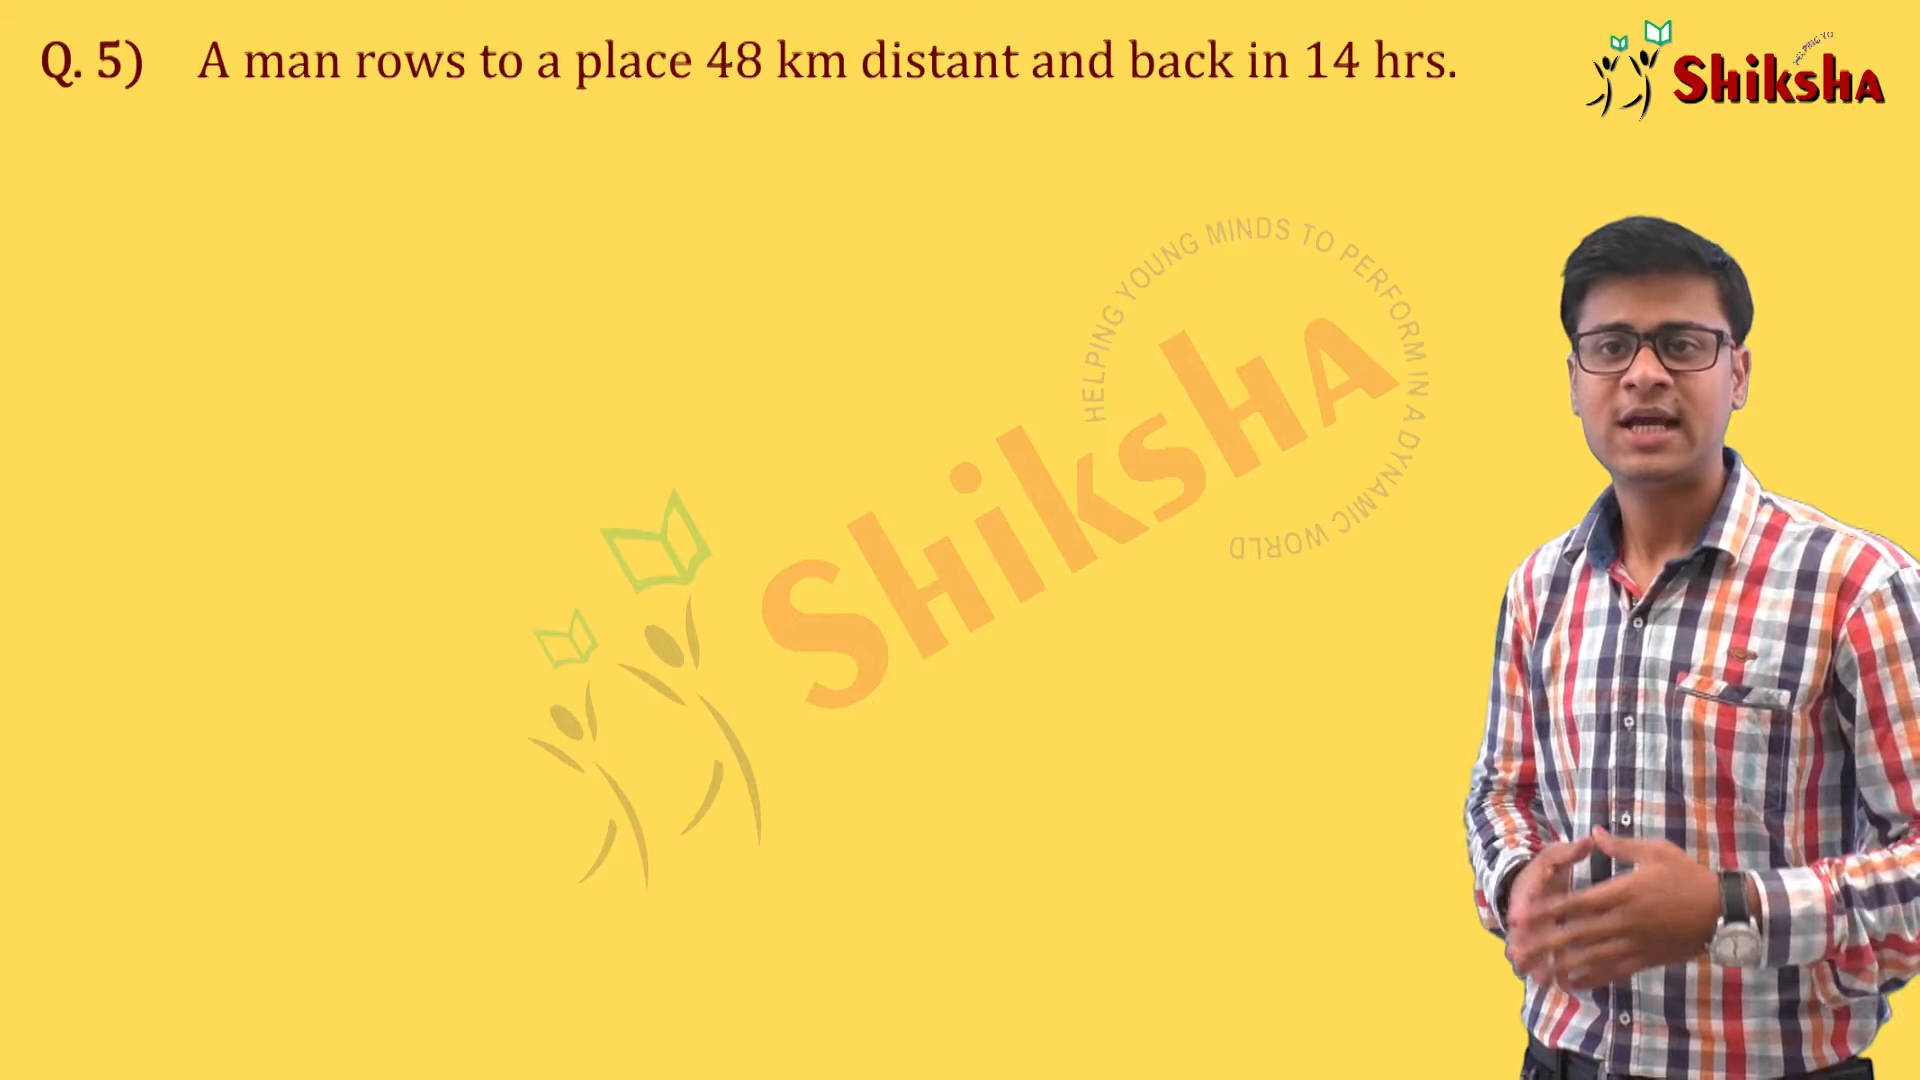 Q. 5) A man rows to a place 48 km distant and back in 14 hrs.
ShikshA
HELPING YOUNG MINDS TO PERFORM IN A DYNAMIC WORLD
ShikshA